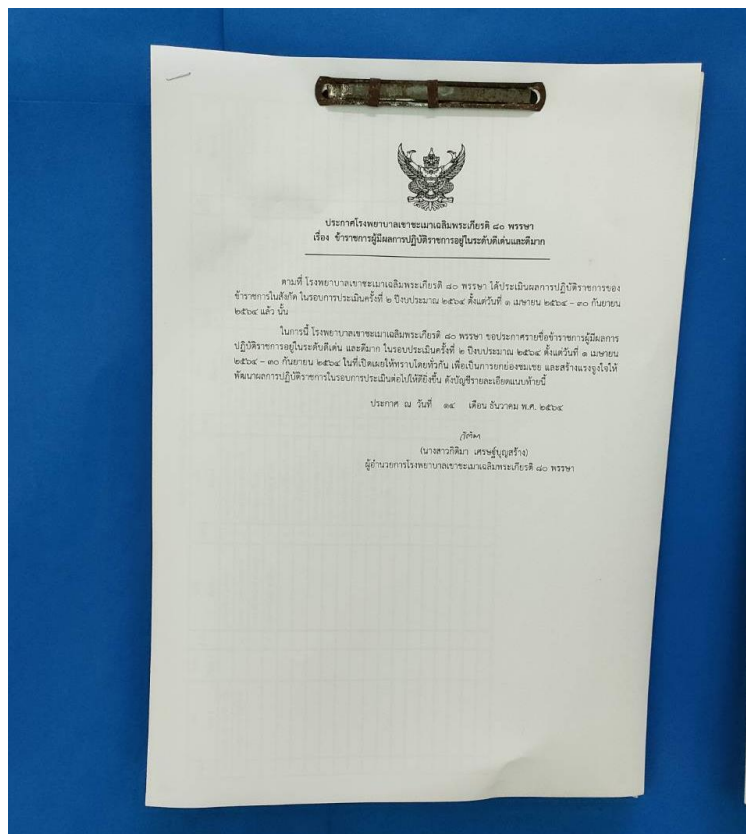 ประกาศโรงพยาบาลเขาชะเมาเฉลิมพระเกียรติ ๘๐ พรรษา
เรื่อง ข้าราชการผู้มีผลการปฏิบัติราชการอยู่ในระดับดีเด่นและดีมาก
ตามที่ โรงพยาบาลเขาชะเมาเฉลิมพระเกียรติ ๘๐ พรรษา ได้ประเมินผลการปฏิบัติราชการของ
ข้าราชการในสังกัด ในรอบการประเมินครั้งที่ ๒ ปีงบประมาณ ๒๕๖๔ ตั้งแต่วันที่ ๑ เมษายน ๒๕๖๔ – ๓๐ กันยายน
๒๕๖๔ แล้ว นั้น
ในการนี้ โรงพยาบาลเขาชะเมาเฉลิมพระเกียรติ ๘๐ พรรษา ขอประกาศรายชื่อข้าราชการผู้มีผลการ
ปฏิบัติราชการอยู่ในระดับดีเด่น และดีมาก ในรอบประเมินครั้งที่ ๒ ปีงบประมาณ ๒๕๖๔ ตั้งแต่วันที่ ๑ เมษายน
๒๕๖๔ – ๓๐ กันยายน ๒๕๖๔ ในที่เปิดเผยให้ทราบโดยทั่วกัน เพื่อเป็นการยกย่องชมเชย และสร้างแรงจูงใจให้
พัฒนาผลการปฏิบัติราชการในรอบการประเมินต่อไปให้ดียิ่งขึ้น ดังบัญชีรายละเอียดแนบท้ายนี้
ประกาศ ณ วันที่ ๑๔ เดือน ธันวาคม พ.ศ. ๒๕๖๔
(นางสาวกิติมา เศรษฐ์บุญสร้าง)
ผู้อำนวยการโรงพยาบาลเขาชะเมาเฉลิมพระเกียรติ ๘๐ พรรษา